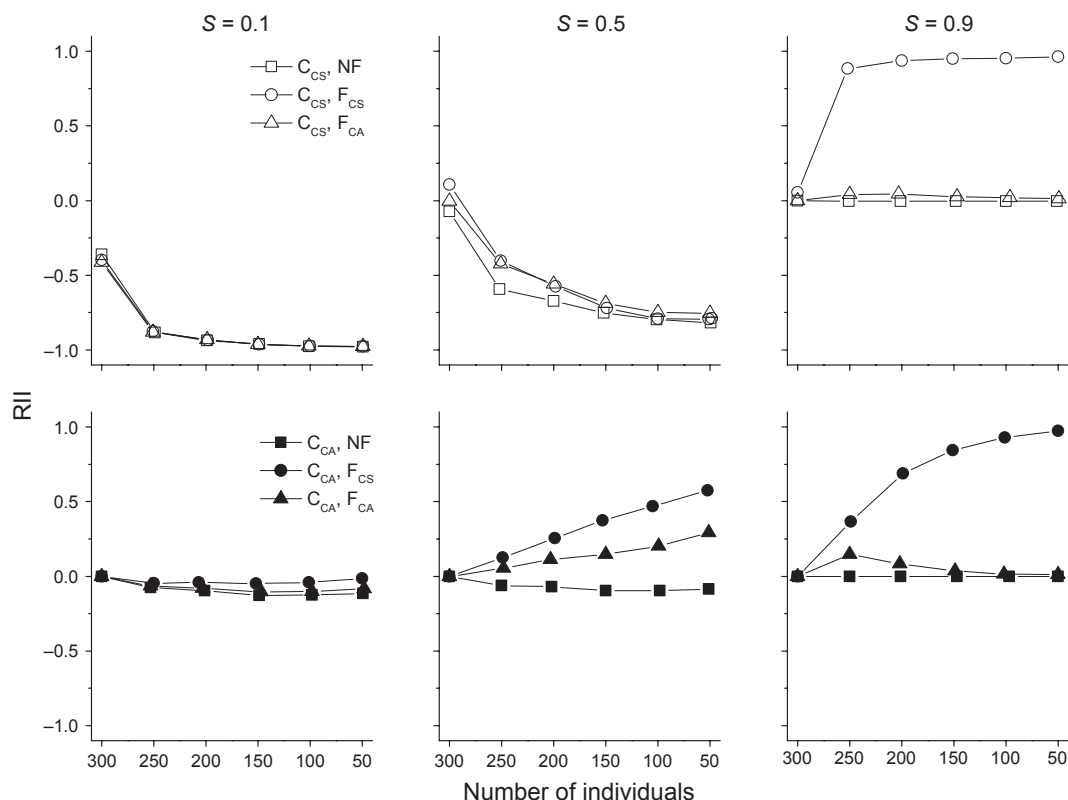 S = 0.1
S = 0.5
S = 0.9
1.0
0.5
0.0
–0.5
–1.0
C_CS, NF
C_CS, F_CS
C_CS, F_CA
RII
1.0
0.5
0.0
–0.5
–1.0
C_CA, NF
C_CA, F_CS
C_CA, F_CA
300 250 200 150 100 50
300 250 200 150 100 50
300 250 200 150 100 50
Number of individuals